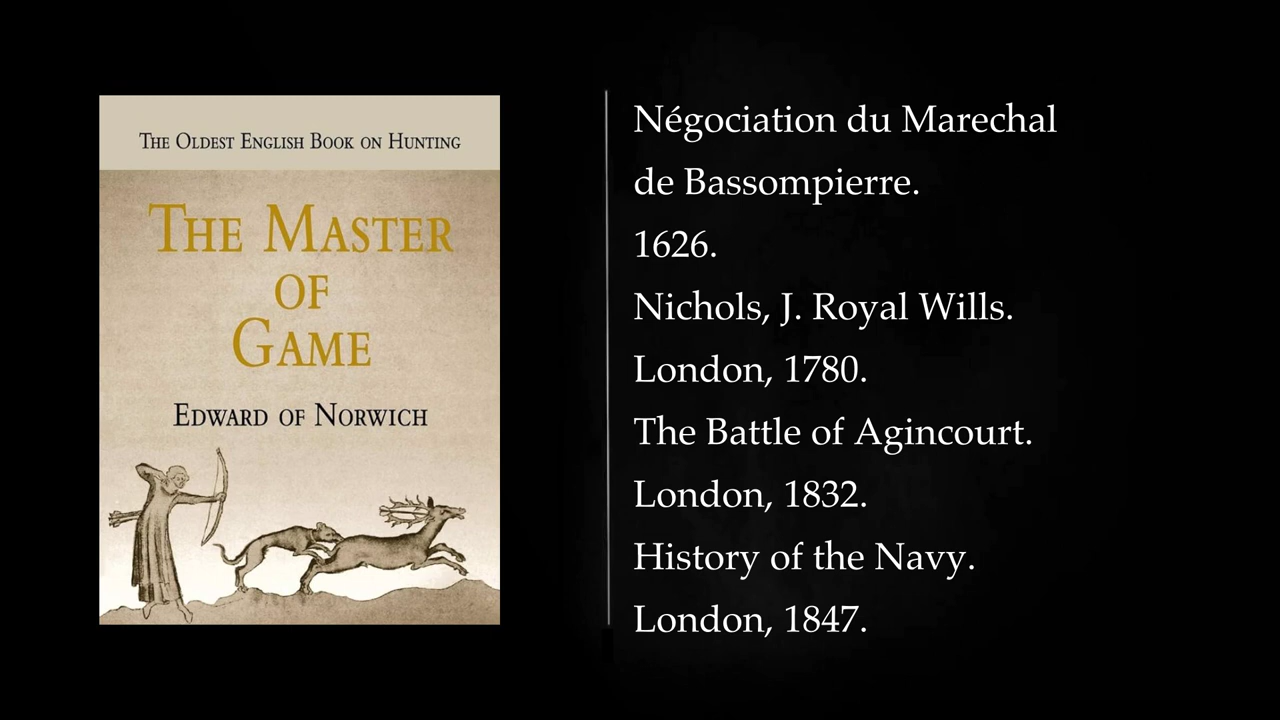 The Oldest English Book on Hunting
The Master
of
Game
Edward of Norwich
Négociation du Marechal
de Bassompierre.
1626.
Nichols, J. Royal Wills.
London, 1780.
The Battle of Agincourt.
London, 1832.
History of the Navy.
London, 1847.